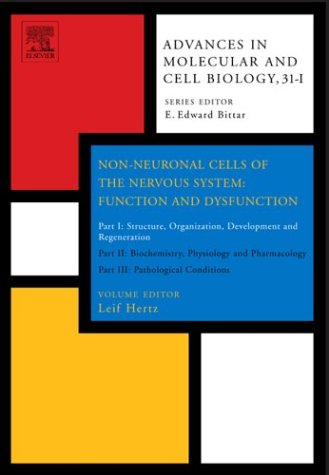 ELSEVIER
ADVANCES IN
MOLECULAR AND
CELL BIOLOGY, 31-I
SERIES EDITOR
E. Edward Bittar
NON-NEURONAL CELLS OF
THE NERVOUS SYSTEM:
FUNCTION AND DYSFUNCTION
Part I: Structure, Organization, Development and
Regeneration
Part II: Biochemistry, Physiology and Pharmacology
Part III: Pathological Conditions
VOLUME EDITOR
Leif Hertz